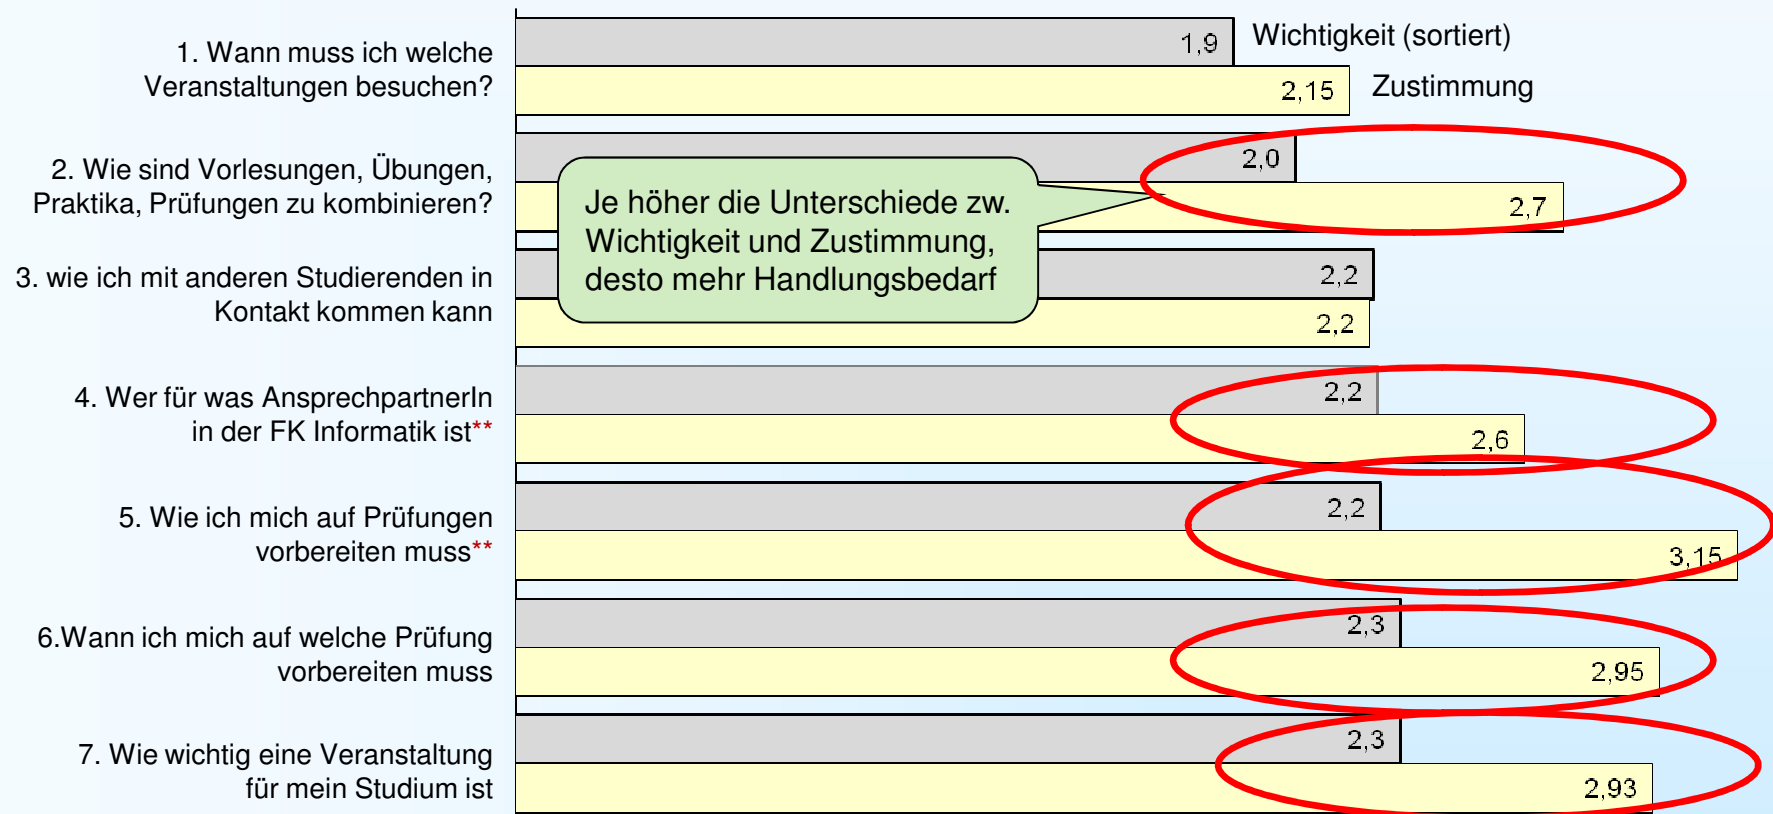 1. Wann muss ich welche
Veranstaltungen besuchen?
1,9
Wichtigkeit (sortiert)
2,15
Zustimmung
2. Wie sind Vorlesungen, Übungen,
Praktika, Prüfungen zu kombinieren?
2,0
2,7
Je höher die Unterschiede zw.
Wichtigkeit und Zustimmung,
desto mehr Handlungsbedarf
3. wie ich mit anderen Studierenden in
Kontakt kommen kann
2,2
2,2
4. Wer für was AnsprechpartnerIn
in der FK Informatik ist**
2,2
2,6
5. Wie ich mich auf Prüfungen
vorbereiten muss**
2,2
3,15
6.Wann ich mich auf welche Prüfung
vorbereiten muss
2,3
2,95
7. Wie wichtig eine Veranstaltung
für mein Studium ist
2,3
2,93